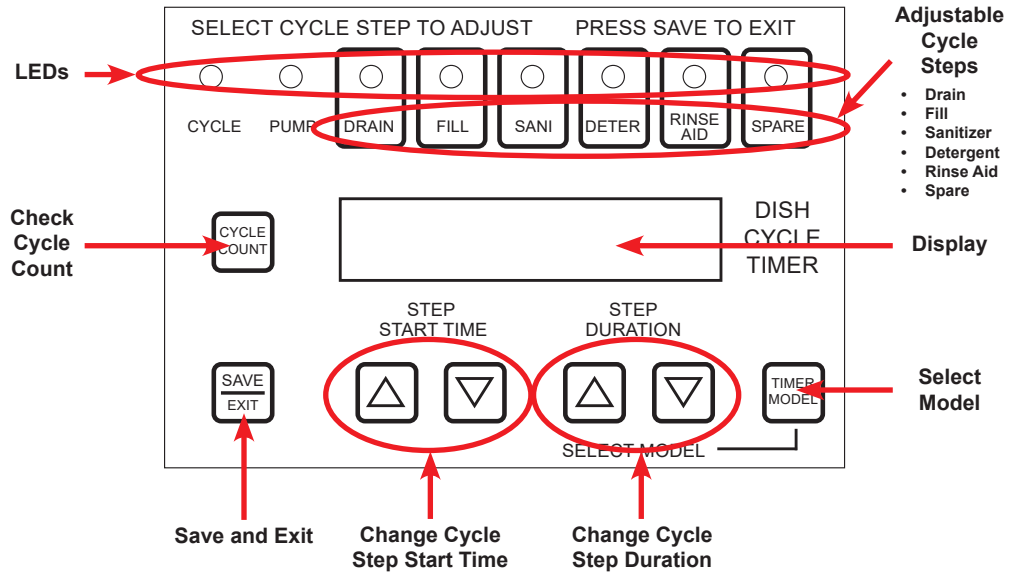 SELECT CYCLE STEP TO ADJUST
PRESS SAVE TO EXIT
Adjustable
Cycle
Steps
LEDs
• Drain
• Fill
• Sanitizer
• Detergent
• Rinse Aid
• Spare
CYCLE
PUMP
DRAIN
FILL
SANI
DETER
RINSE
AID
SPARE
Check
Cycle
Count
CYCLE
COUNT
DISH
CYCLE
TIMER
Display
STEP
START TIME
STEP
DURATION
SAVE
EXIT
TIMER
MODEL
Select
Model
SELECT MODEL
Save and Exit
Change Cycle
Step Start Time
Change Cycle
Step Duration